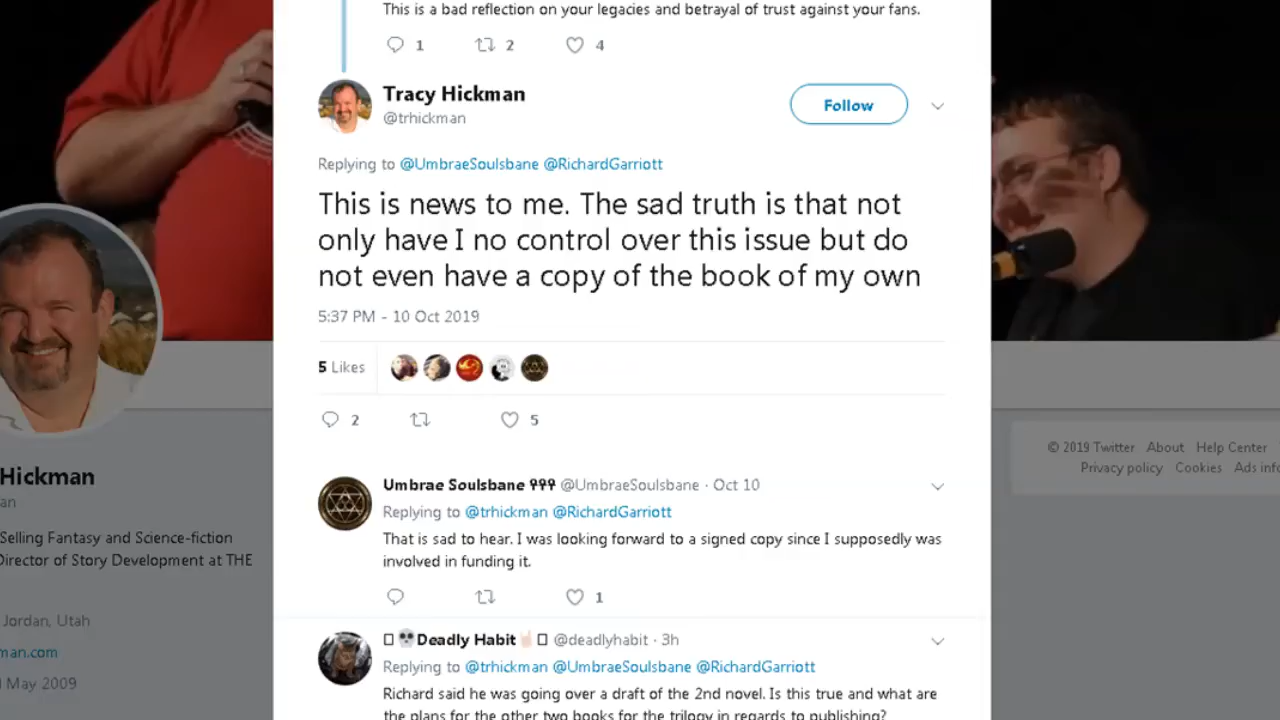 This is a bad reflection on your legacies and betrayal of trust against your fans.
1 2 4
Tracy Hickman
@trhickman
Follow
Replying to @UmbraeSoulsbane @RichardGarriott
This is news to me. The sad truth is that not
only have I no control over this issue but do
not even have a copy of the book of my own
5:37 PM - 10 Oct 2019
5 Likes
2 5
Umbrae Soulsbane @UmbraeSoulsbane · Oct 10
Replying to @trhickman @RichardGarriott
That is sad to hear. I was looking forward to a signed copy since I supposedly was
involved in funding it.
1
Deadly Habit @deadlyhabit · 3h
Replying to @trhickman @UmbraeSoulsbane @RichardGarriott
Richard said he was going over a draft of the 2nd novel. Is this true and what are
the plans for the other two books for the trilogy in regards to publishing?
Hickman
an
Selling Fantasy and Science-fiction
Director of Story Development at THE
Jordan, Utah
man.com
May 2009
© 2019 Twitter About Help Center
Privacy policy Cookies Ads info